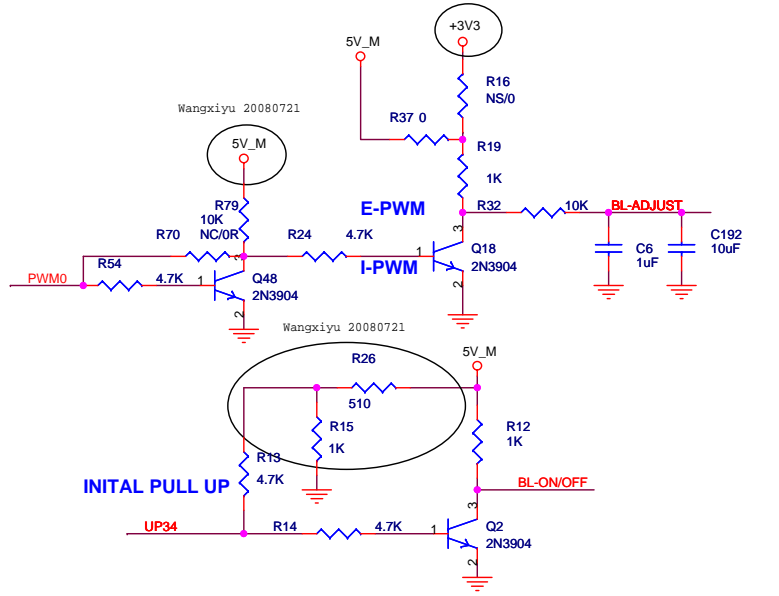 +3V3
5V_M
R16
NS/0
Wangxiyu 20080721
R37 0
5V_M
R19
1K
R79
10K
NC/0R
E-PWM
R32
10K
BL-ADJUST
R70
R24
4.7K
3
C6
1uF
C192
10uF
R54
3
I-PWM
1
Q18
2N3904
PWM0
4.7K
1
Q48
2N3904
2
2
Wangxiyu 20080721
R26
5V_M
510
R15
1K
R12
1K
R13
4.7K
INITAL PULL UP
BL-ON/OFF
3
UP34
R14
4.7K
1
Q2
2N3904
2